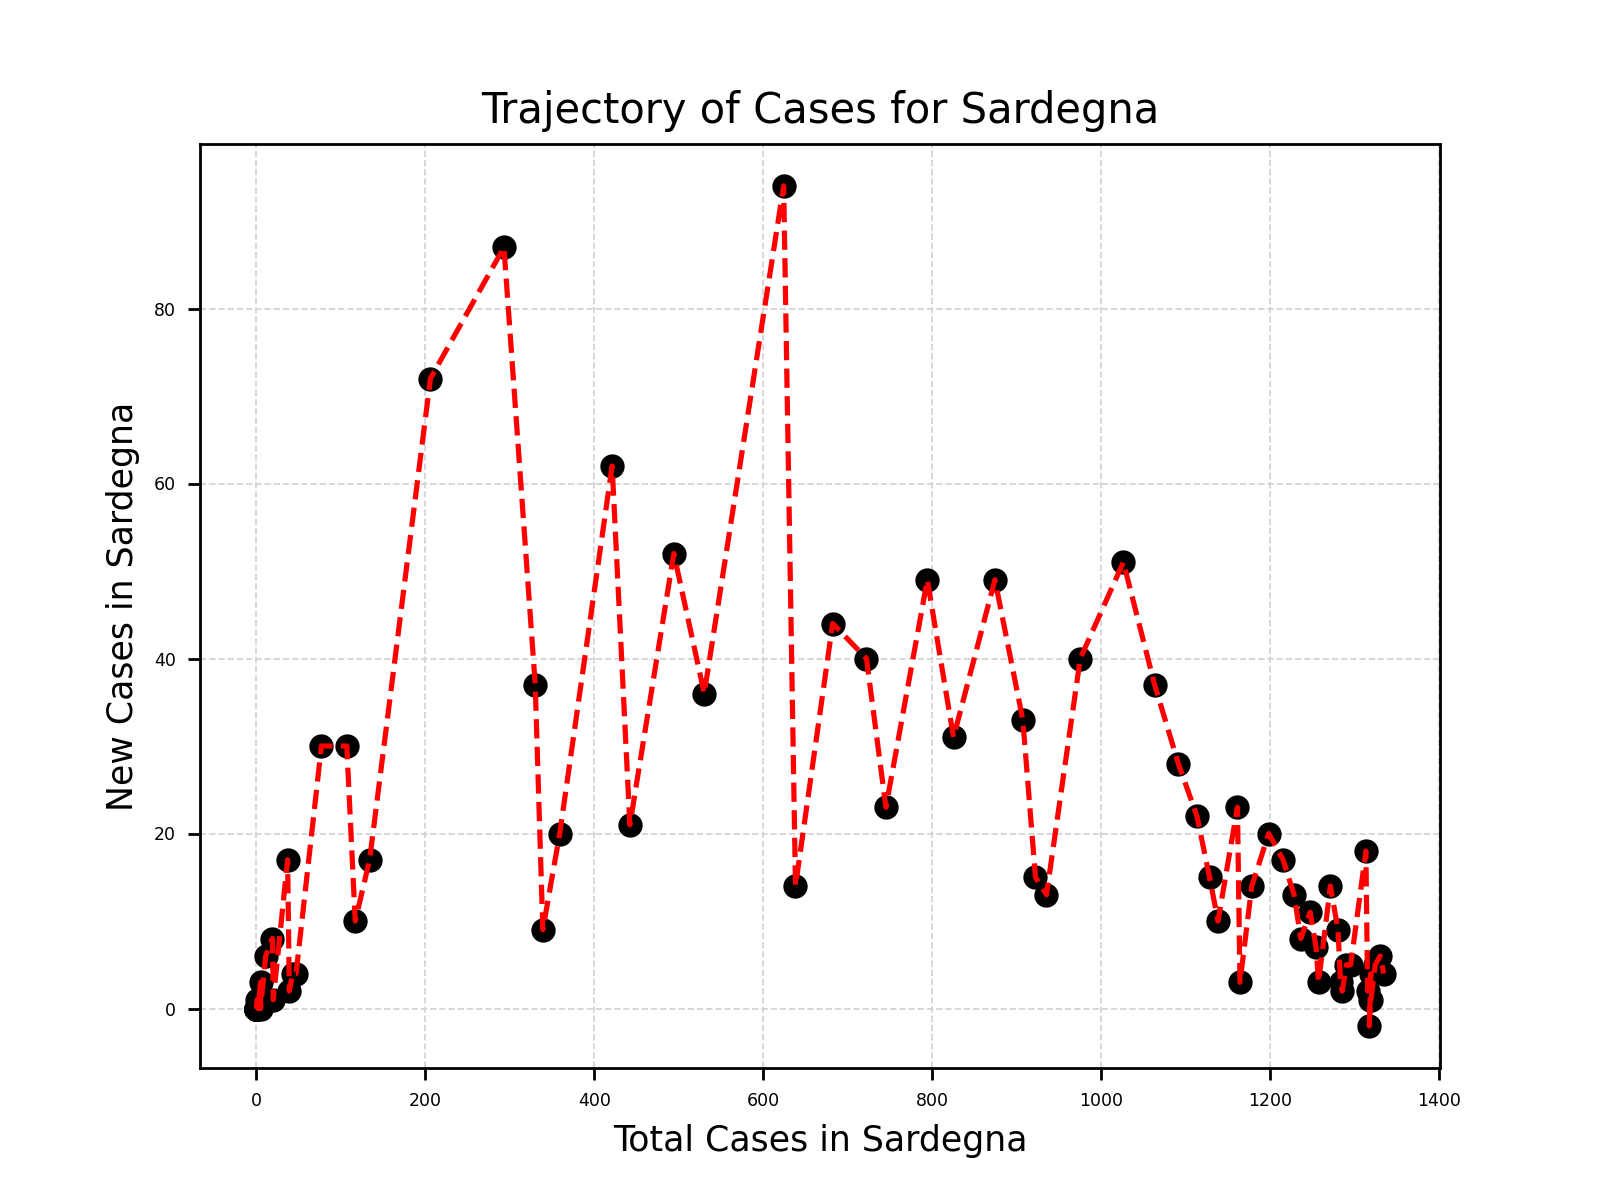 Trajectory of Cases for Sardegna
New Cases in Sardegna
80
60
40
20
0
0 200 400 600 800 1000 1200 1400
Total Cases in Sardegna